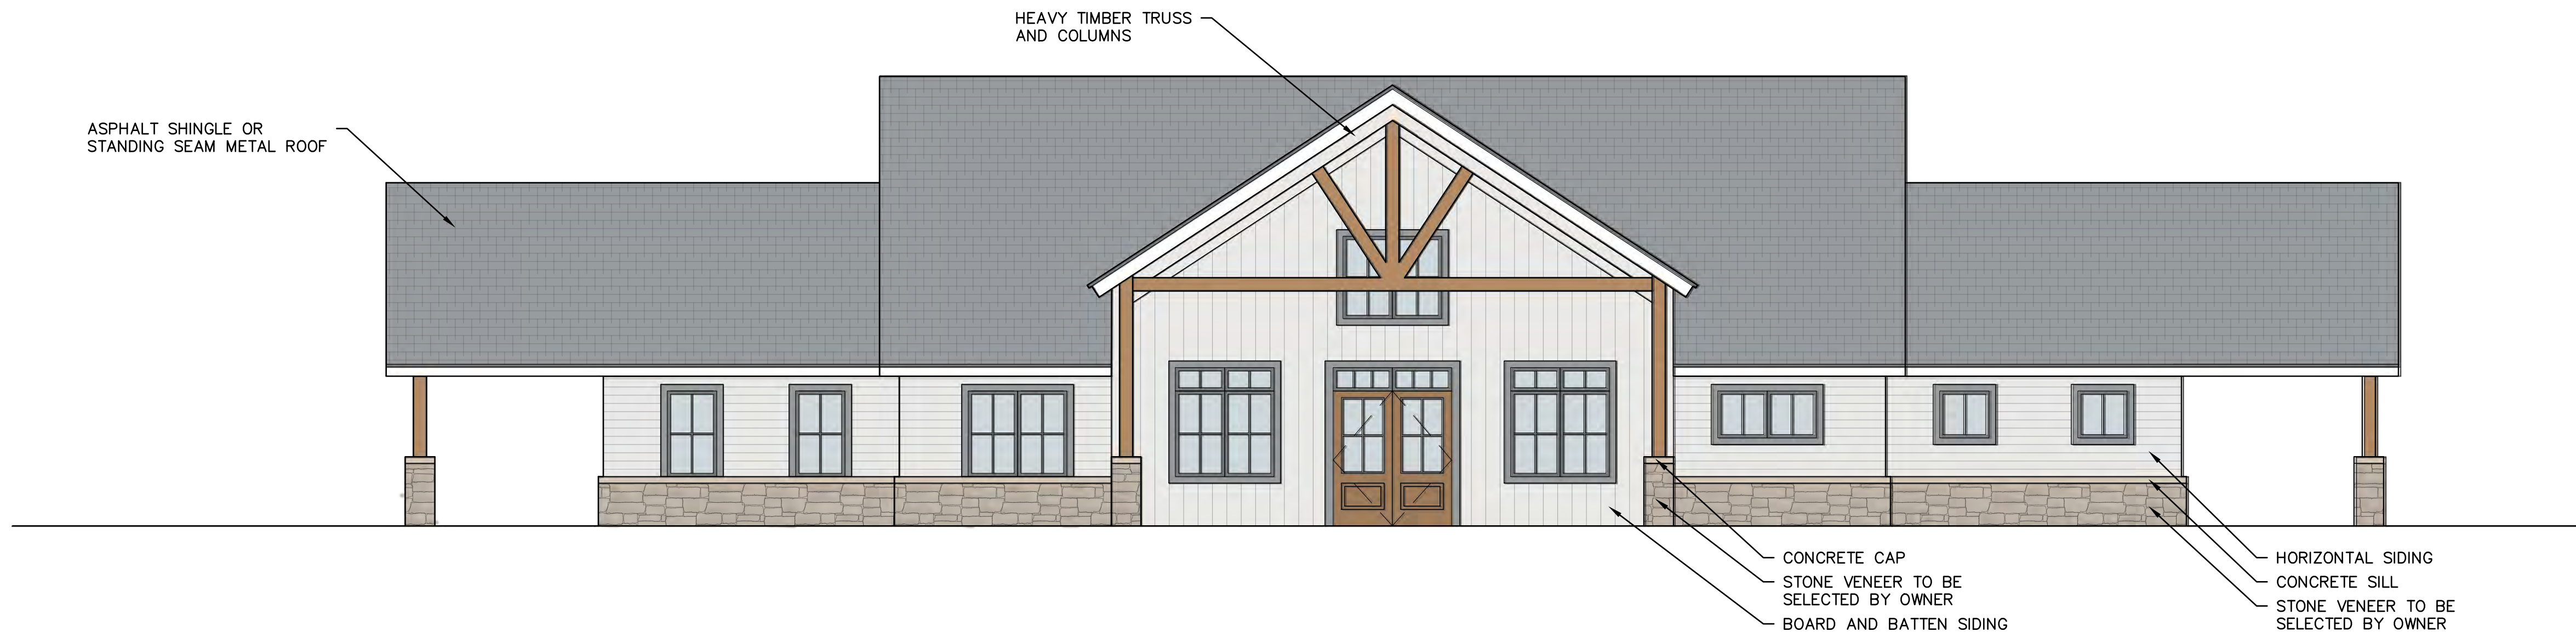 HEAVY TIMBER TRUSS
AND COLUMNS
ASPHALT SHINGLE OR
STANDING SEAM METAL ROOF
CONCRETE CAP
STONE VENEER TO BE
SELECTED BY OWNER
BOARD AND BATTEN SIDING
HORIZONTAL SIDING
CONCRETE SILL
STONE VENEER TO BE
SELECTED BY OWNER